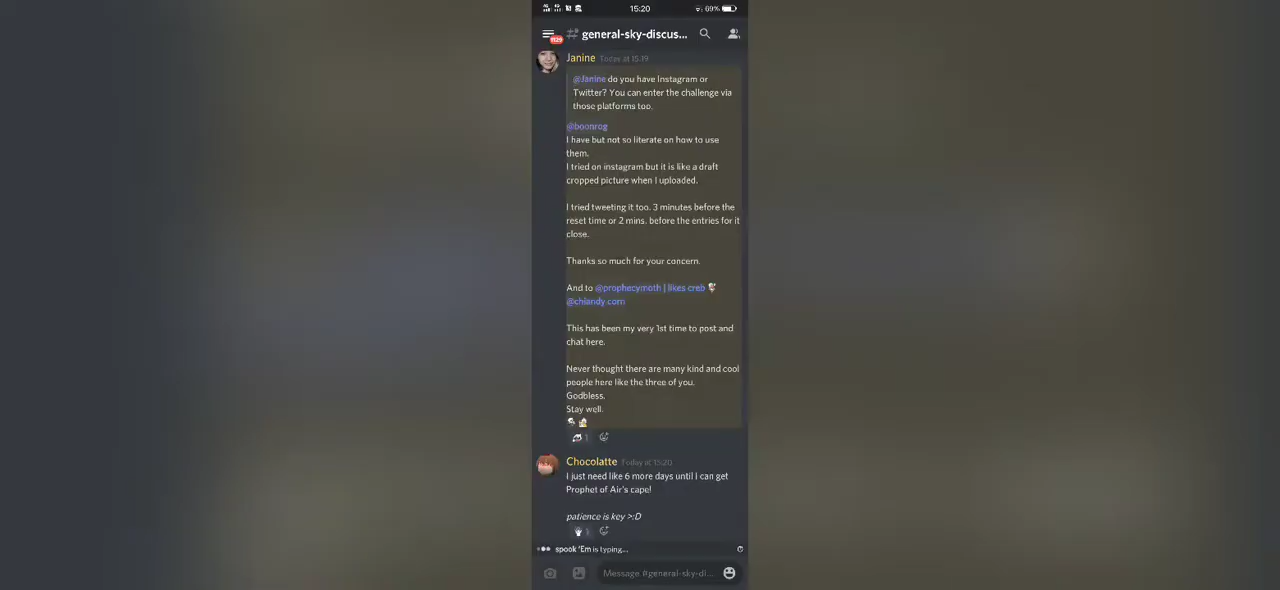 15:20
69%
general-sky-discus...
Janine Today at 15:19
@Janine do you have Instagram or
Twitter? You can enter the challenge via
those platforms too.
@boonrog
I have but not so literate on how to use
them.
I tried on instagram but it is like a draft
cropped picture when I uploaded.
I tried tweeting it too. 3 minutes before the
reset time or 2 mins. before the entries for it
close.
Thanks so much for your concern.
And to @prophecymoth | likes creb
@chlandy corn
This has been my very 1st time to post and
chat here.
Never thought there are many kind and cool
people here like the three of you.
Godbless.
Stay well.
1
Chocolatte Today at 15:20
I just need like 6 more days until I can get
Prophet of Air's cape!
patience is key >:D
spook 'Em is typing...
Message #general-sky-di...